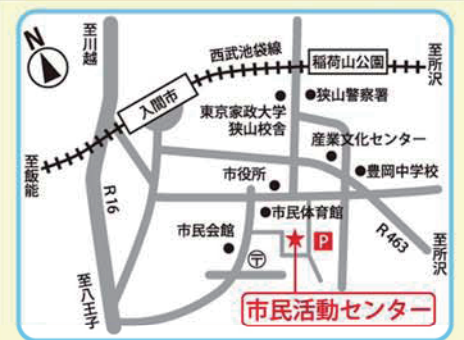 N
至川越
西武池袋線
稲荷山公園
至所沢
入間市
東京家政大学
狭山校舎
狭山警察署
産業文化センター
至飯能
市役所
豊岡中学校
R16
市民体育館
市民会館
〒
P
R463
至所沢
至八王子
市民活動センター